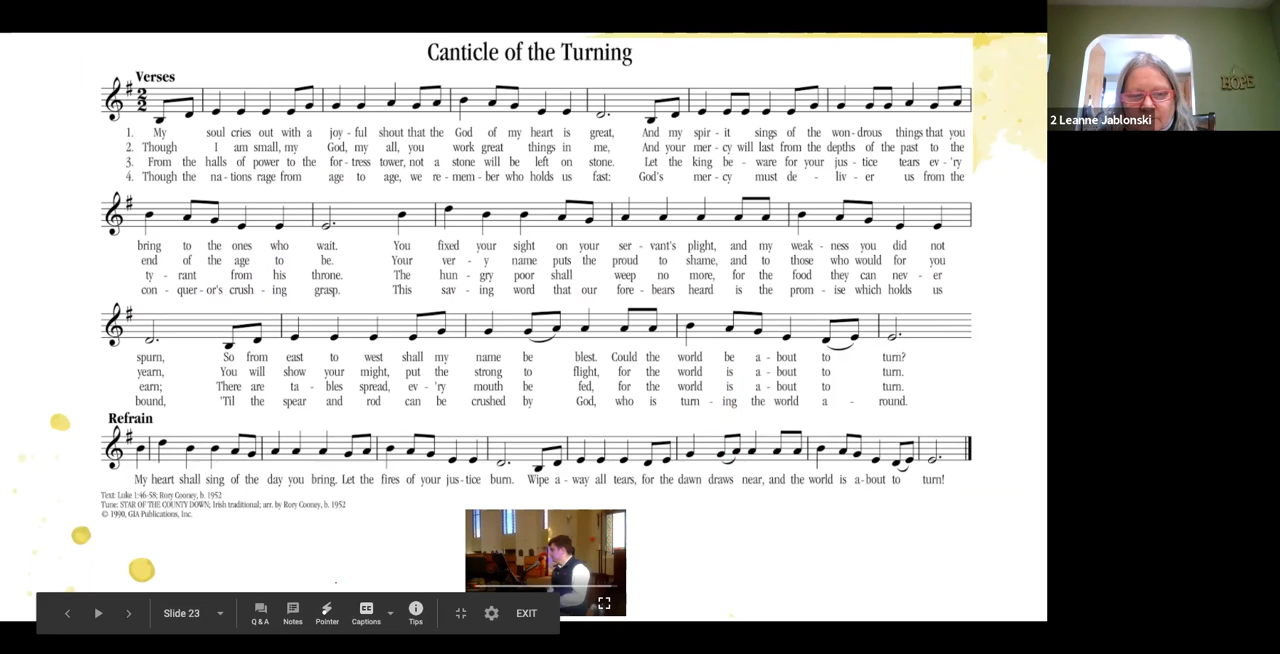 Canticle of the Turning
Verses
1. My soul cries out with a joy - ful shout that the God of my heart is great, And my spir - it sings of the won - drous things that you
2. Though I am small, my God, my all, you work great things in me, And your mer - cy will last from the depths of the past to the
3. From the halls of power to the for - tress tower, not a stone will be left on stone. Let the king be - ware for your jus - tice tears ev - 'ry
4. Though the na - tions rage from age to age, we re - mem - ber who holds us fast: God's mer - cy must de - liv - er us from the
bring to the ones who wait. You fixed your sight on your ser - vant's plight, and my weak - ness you did not
end of the age to be. Your ver - y name puts the proud to shame, and to those who would for you
ty - rant from his throne. The hun - gry poor shall weep no more, for the food they can nev - er
con - quer - or's crush - ing grasp. This sav - ing word that our fore - bears heard is the prom - ise which holds us
spurn, So from east to west shall my name be blest. Could the world be a - bout to turn?
yearn, You will show your might, put the strong to flight, for the world is a - bout to turn.
earn; There are ta - bles spread, ev - 'ry mouth be fed, for the world is a - bout to turn.
bound, 'Til the spear and rod can be crushed by God, who is turn - ing the world a - round.
Refrain
My heart shall sing of the day you bring. Let the fires of your jus - tice burn. Wipe a - way all tears, for the dawn draws near, and the world is a - bout to turn!
Text: Luke 1:46-58; Rory Cooney, b. 1952
Tune: STAR OF THE COUNTY DOWN; Irish traditional; arr. by Rory Cooney, b. 1952
© 1990, GIA Publications, Inc.
HOPE
2 Leanne Jablonski
Slide 23
Q & A Notes Pointer Captions Tips
EXIT